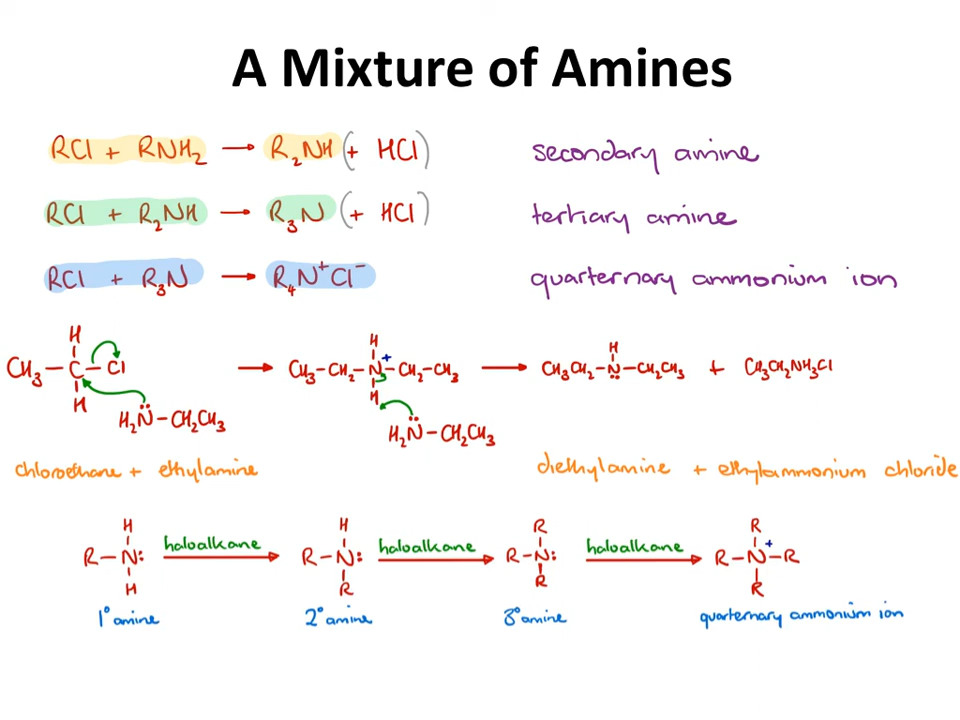 A Mixture of Amines
RCl + RNH₂ → R₂NH (+ HCl) secondary amine
RCl + R₂NH → R₃N (+ HCl) tertiary amine
RCl + R₃N → R₄N⁺Cl⁻ quarternary ammonium ion
H H H
CH₃–C–Cl → CH₃–CH₂–N⁺–CH₂–CH₃ → CH₃CH₂–N̤–CH₂CH₃ + CH₃CH₂NH₃Cl
H H
H₂N̈–CH₂CH₃ H₂N̈–CH₂CH₃
chloroethane + ethylamine diethylamine + ethylammonium chloride
H H R R
R–N: haloalkane → R–N: haloalkane → R–N: haloalkane → R–N⁺–R
H R R R
1° amine 2° amine 3° amine quarternary ammonium ion